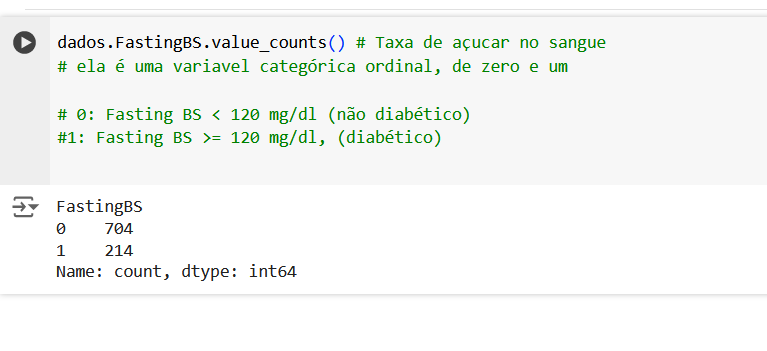 dados.FastingBS.value_counts() # Taxa de açucar no sangue
# ela é uma variavel categórica ordinal, de zero e um
# 0: Fasting BS < 120 mg/dl (não diabético)
#1: Fasting BS >= 120 mg/dl, (diabético)
FastingBS
0    704
1    214
Name: count, dtype: int64